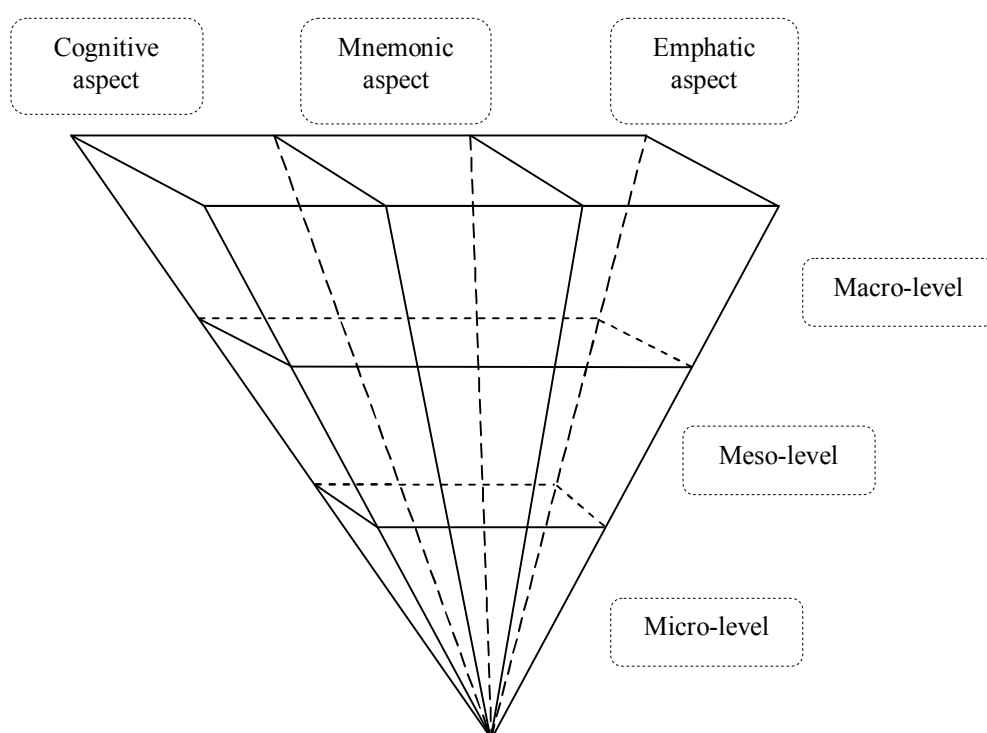 Cognitive
aspect
Mnemonic
aspect
Emphatic
aspect
Macro-level
Meso-level
Micro-level